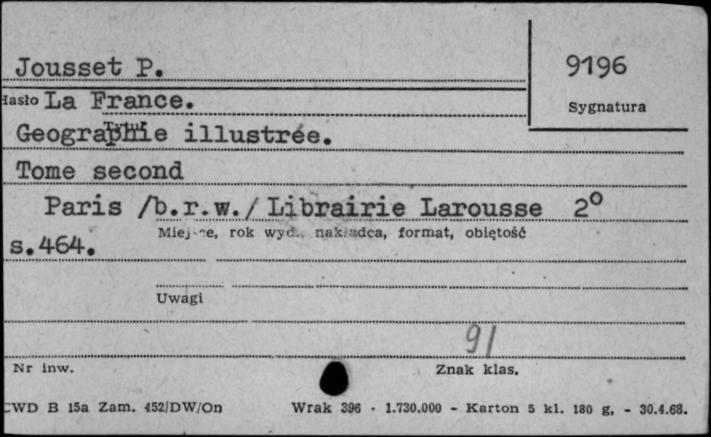 Jousset P.
9196
Sygnatura
Hasło La France.
Geographie illustrée.
Tome second
Paris /b.r.w./ Librairie Larousse 2°
Miejsce, rok wyd., nakładca, format, objętość
s.464.
Uwagi
91
Nr inw.
Znak klas.
CWD B 15a Zam. 452/DW/On Wrak 396 - 1.730.000 - Karton 5 kl. 180 g, - 30.4.68.